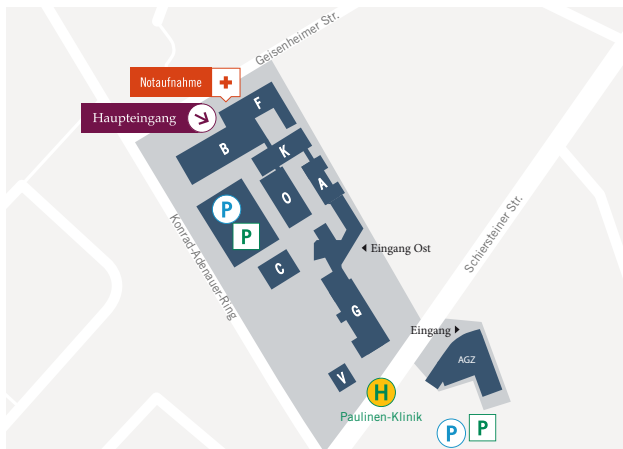 Geisenheimer Str.
Notaufnahme
Haupteingang
F
B
K
A
O
P
P
Konrad-Adenauer-Ring
Schiersteiner Str.
Eingang Ost
C
G
Eingang
AGZ
V
H
Paulinen-Klinik
P
P